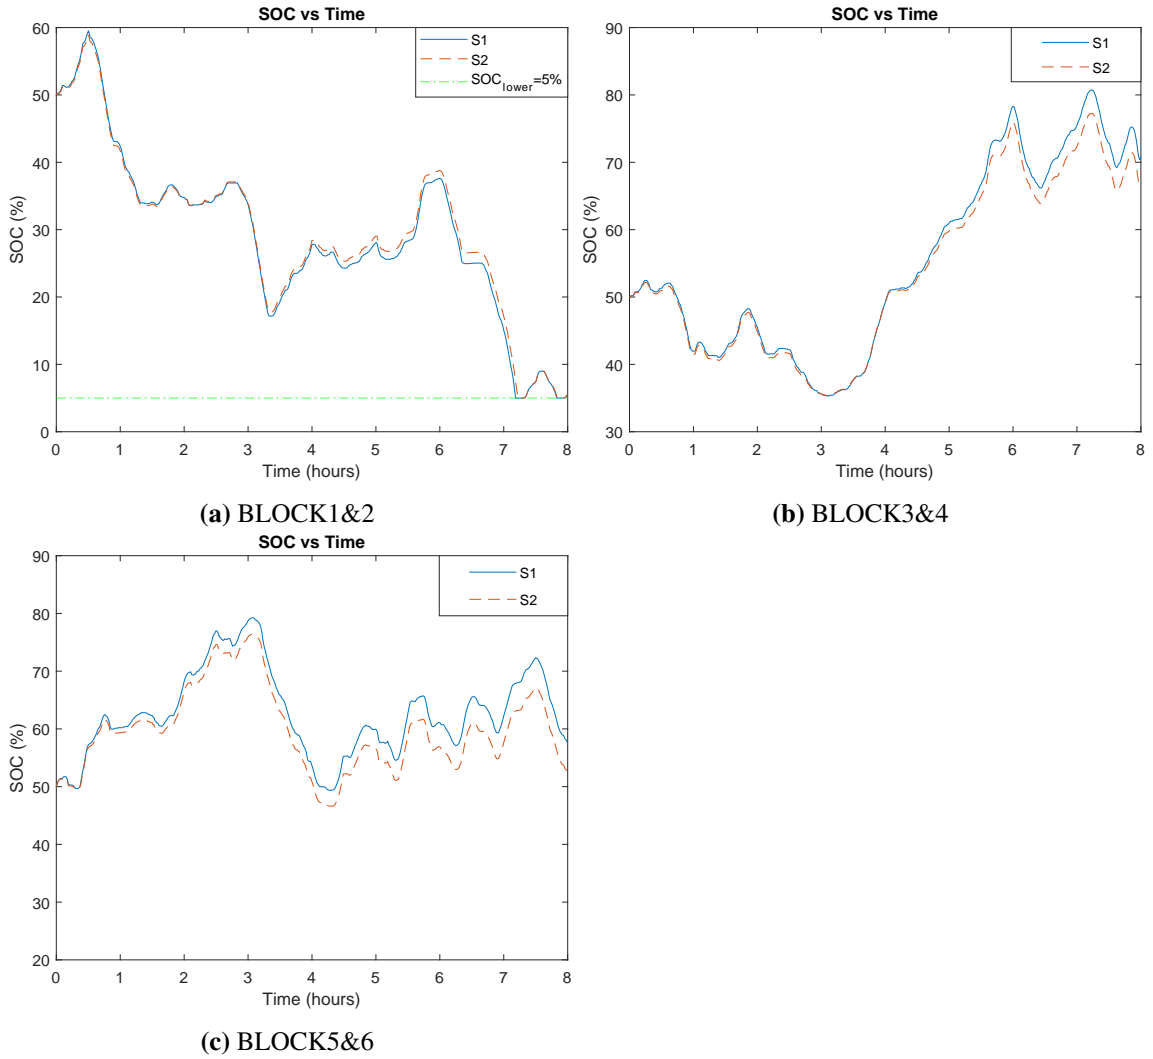 SOC vs Time
60
50
40
30
20
10
0
SOC (%)
S1
S2
SOC_lower=5%
0 1 2 3 4 5 6 7 8
Time (hours)
(a) BLOCK1&2
SOC vs Time
90
80
70
60
50
40
30
SOC (%)
S1
S2
0 1 2 3 4 5 6 7 8
Time (hours)
(b) BLOCK3&4
SOC vs Time
90
80
70
60
50
40
30
20
SOC (%)
S1
S2
0 1 2 3 4 5 6 7 8
Time (hours)
(c) BLOCK5&6